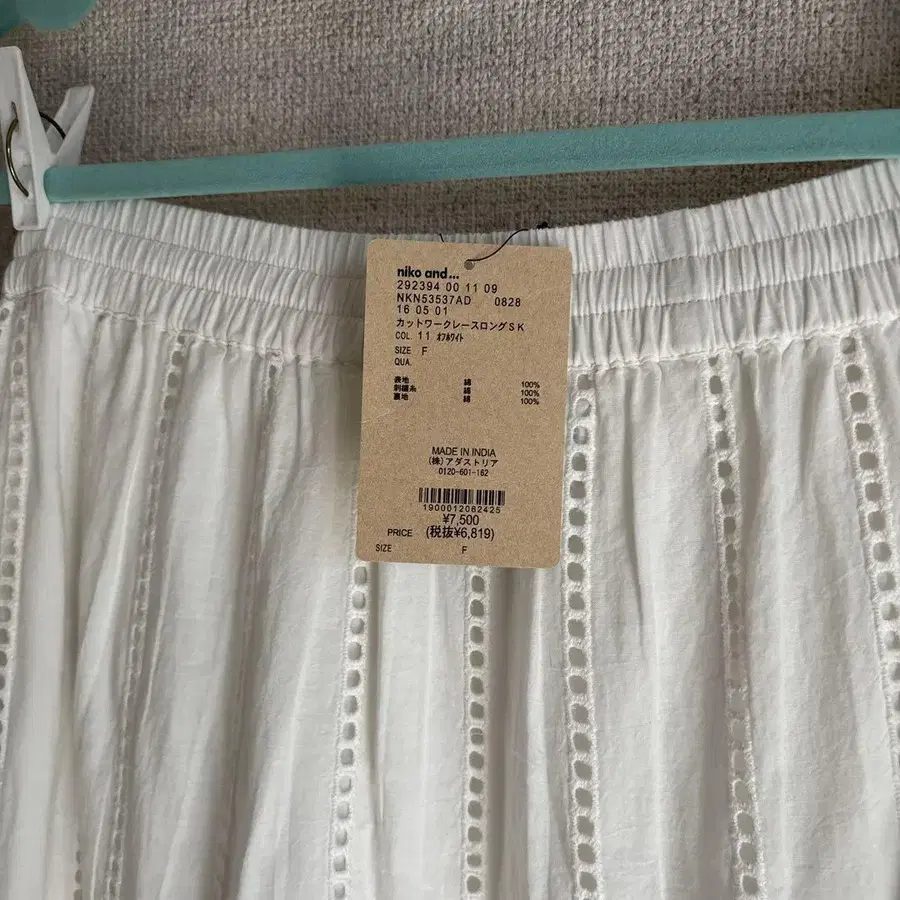 niko and...
292394 00 11 09
NKN53537AD 0828
16 05 01
カットワークレースロングSK
COL. 11 オフホワイト
SIZE F
QUA.
表地 綿 100%
刺繍糸 綿 100%
裏地 綿 100%
MADE IN INDIA
(株)アダストリア
0120-601-162
1900012062425
¥7,500
PRICE (税抜¥6,819)
SIZE F